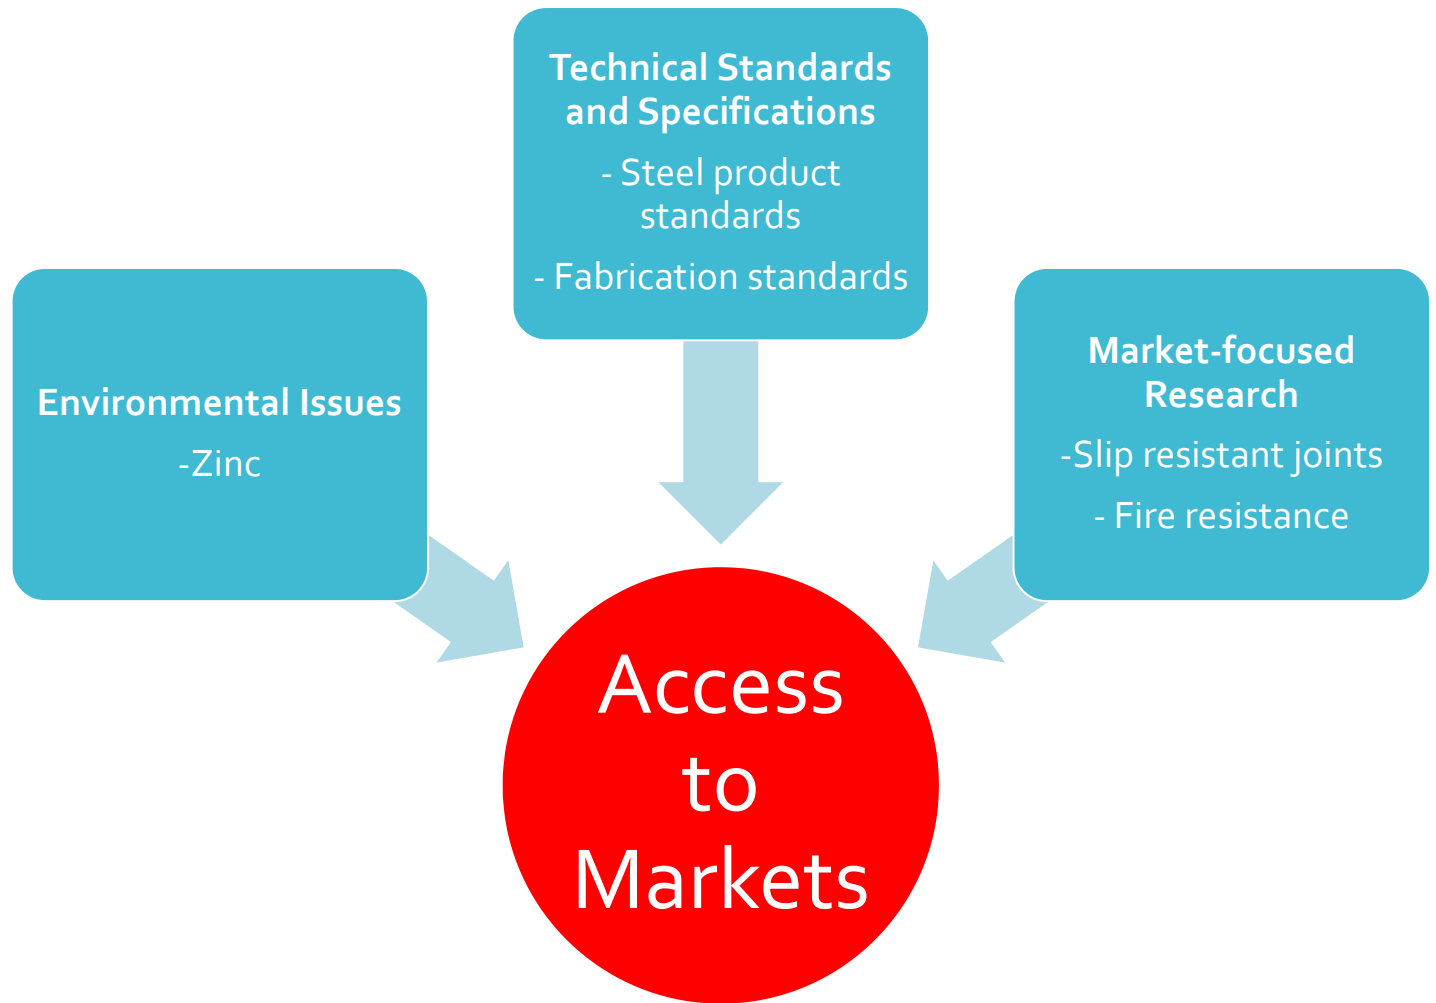 Technical Standards
and Specifications
- Steel product
standards
- Fabrication standards
Environmental Issues
-Zinc
Market-focused
Research
-Slip resistant joints
- Fire resistance
Access
to
Markets